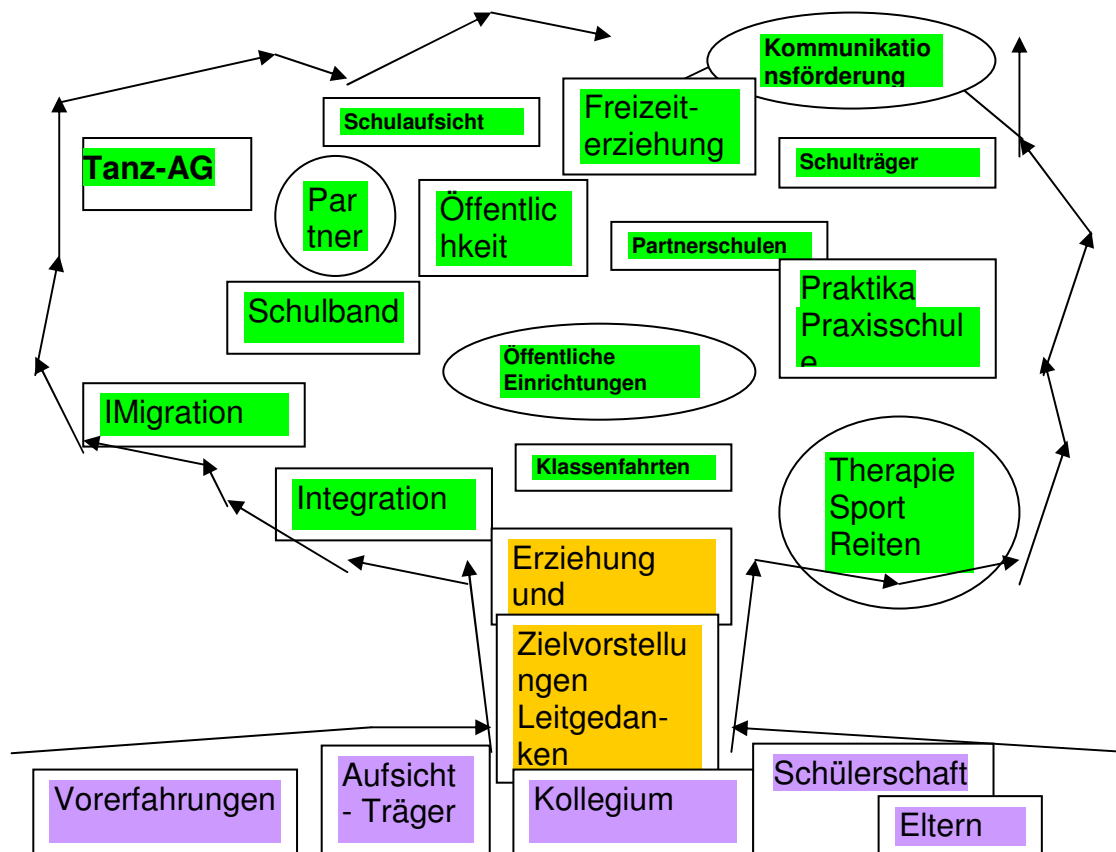 Kommunikatio
nsförderung
Freizeit-
erziehung
Schulaufsicht
Schulträger
Tanz-AG
Par
tner
Öffentlic
hkeit
Partnerschulen
Praktika
Praxisschul
e
Schulband
Öffentliche
Einrichtungen
IMigration
Klassenfahrten
Therapie
Sport
Reiten
Integration
Erziehung
und
Zielvorstellu
ngen
Leitgedan-
ken
Vorerfahrungen
Aufsicht
- Träger
Kollegium
Schülerschaft
Eltern